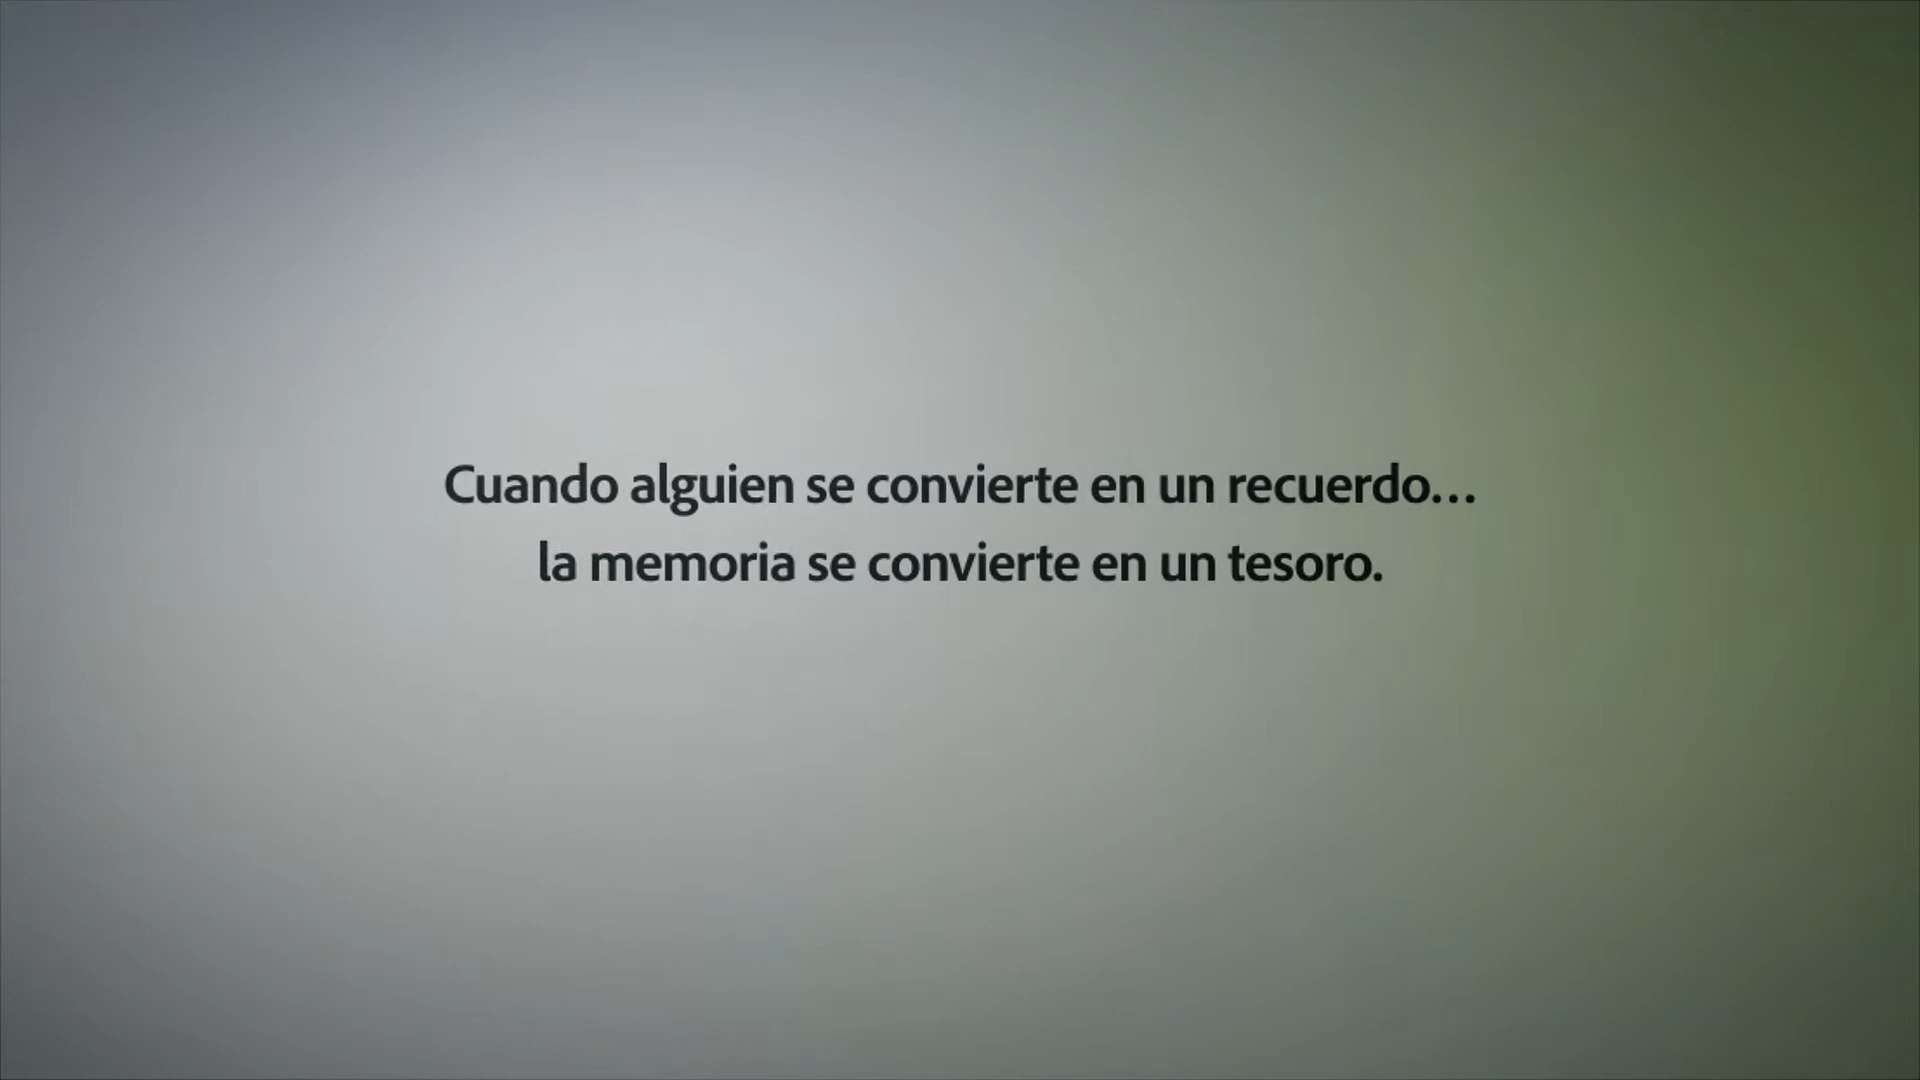 Cuando alguien se convierte en un recuerdo...
la memoria se convierte en un tesoro.